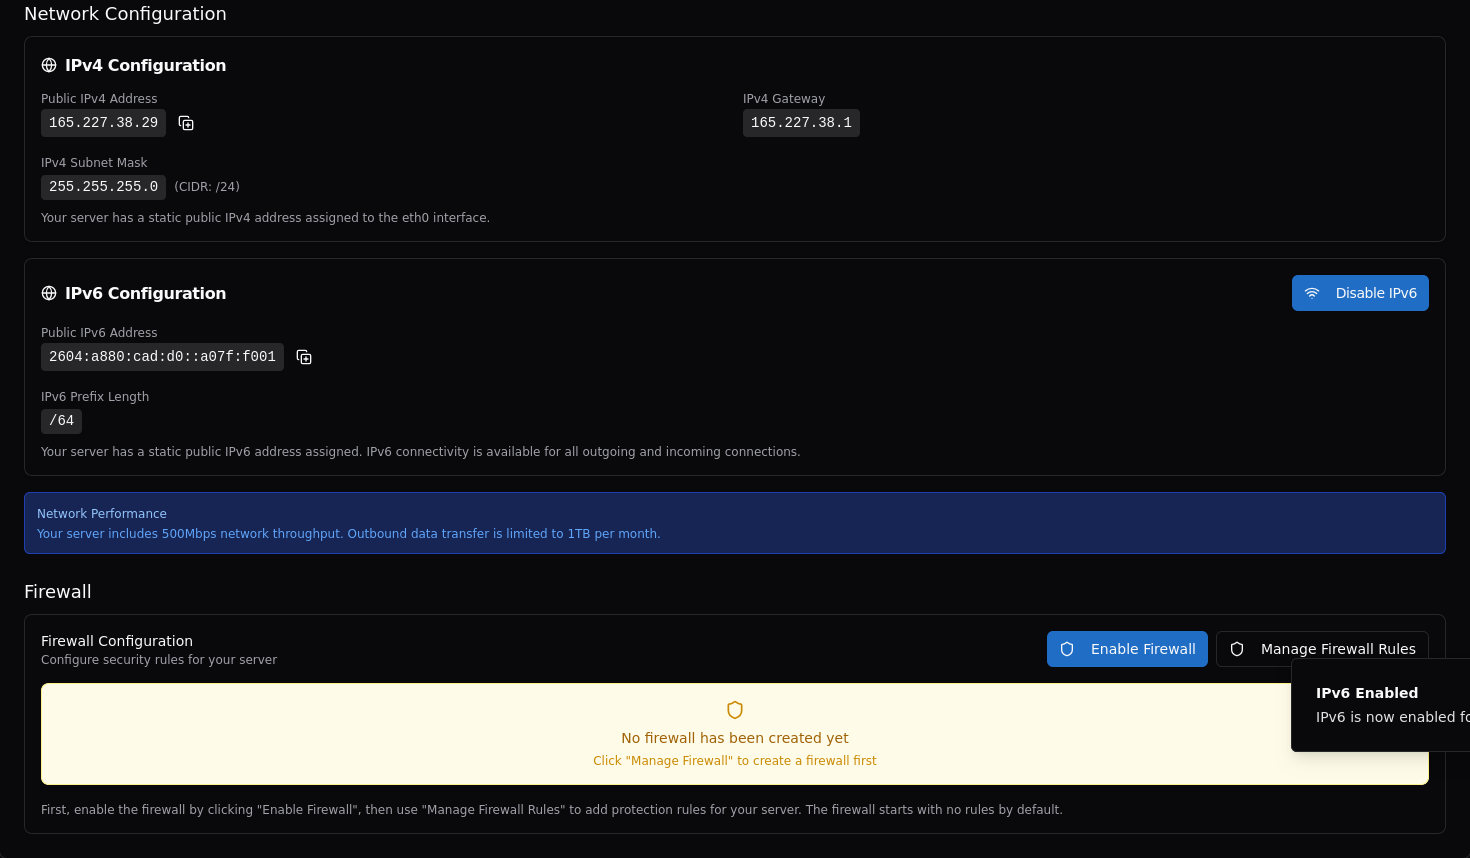 Network Configuration
IPv4 Configuration
Public IPv4 Address
165.227.38.29
IPv4 Gateway
165.227.38.1
IPv4 Subnet Mask
255.255.255.0 (CIDR: /24)
Your server has a static public IPv4 address assigned to the eth0 interface.
IPv6 Configuration
Disable IPv6
Public IPv6 Address
2604:a880:cad:d0::a07f:f001
IPv6 Prefix Length
/64
Your server has a static public IPv6 address assigned. IPv6 connectivity is available for all outgoing and incoming connections.
Network Performance
Your server includes 500Mbps network throughput. Outbound data transfer is limited to 1TB per month.
Firewall
Firewall Configuration
Configure security rules for your server
Enable Firewall
Manage Firewall Rules
IPv6 Enabled
IPv6 is now enabled
No firewall has been created yet
Click "Manage Firewall" to create a firewall first
First, enable the firewall by clicking "Enable Firewall", then use "Manage Firewall Rules" to add protection rules for your server. The firewall starts with no rules by default.